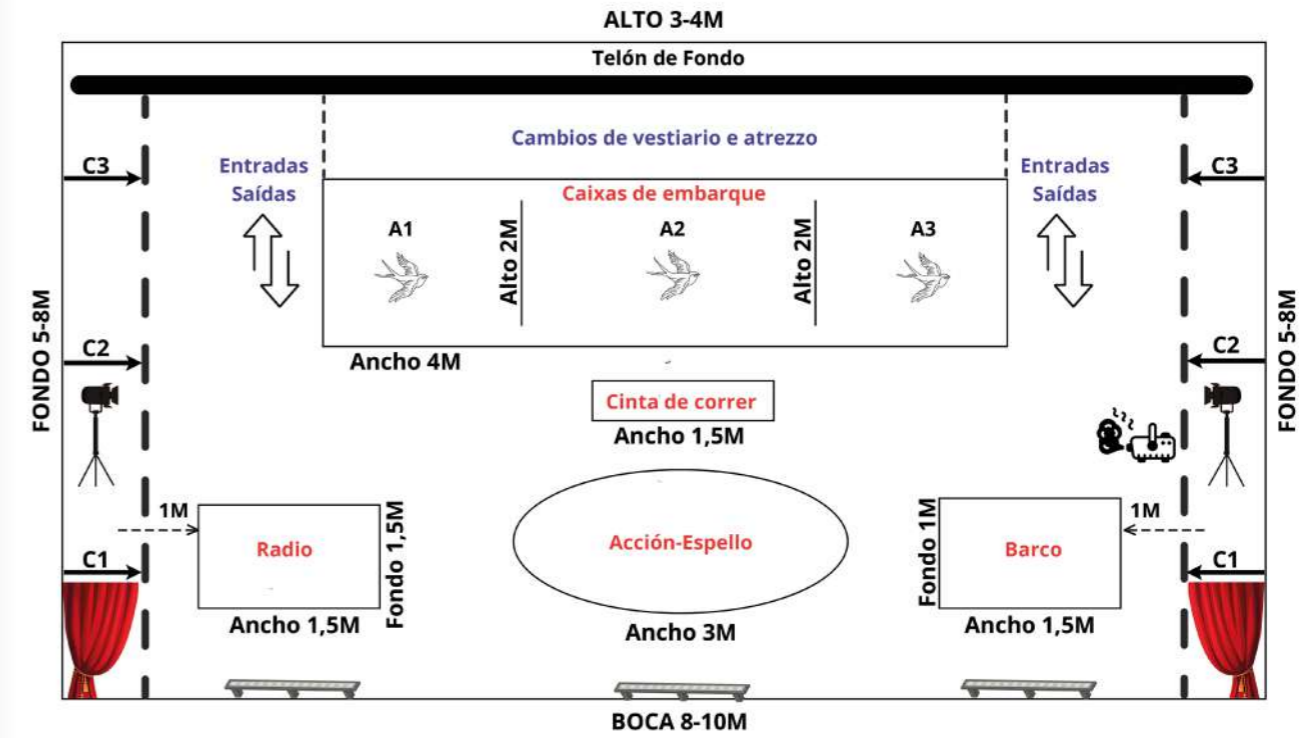 ALTO 3-4M
Telón de Fondo
Cambios de vestiario e atrezzo
C3
Entradas
Saídas
Entradas
Saídas
C3
Caixas de embarque
A1
Alto 2M
A2
Alto 2M
A3
FONDO 5-8M
C2
Ancho 4M
C2
FONDO 5-8M
Cinta de correr
Ancho 1,5M
1M
Radio
Fondo 1,5M
Acción-Espello
Fondo 1M
Barco
1M
C1
C1
Ancho 1,5M
Ancho 3M
Ancho 1,5M
BOCA 8-10M